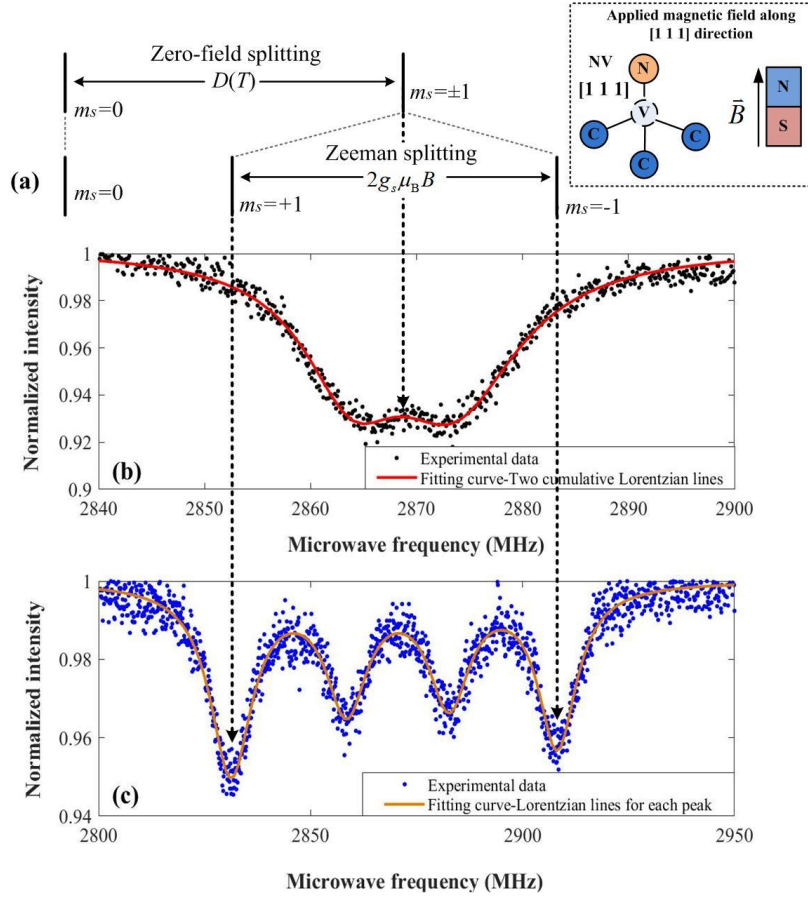 Applied magnetic field along
[1 1 1] direction
NV
[1 1 1]
N
V
C
C
C
B
N
S
Zero-field splitting
D(T)
ms=0
ms=±1
Zeeman splitting
2gsμBB
(a)
ms=0
ms=+1
ms=-1
1
0.98
0.96
0.94
0.92
0.9
Normalized intensity
(b)
Experimental data
Fitting curve-Two cumulative Lorentzian lines
2840 2850 2860 2870 2880 2890 2900
Microwave frequency (MHz)
1
0.98
0.96
0.94
Normalized intensity
(c)
Experimental data
Fitting curve-Lorentzian lines for each peak
2800 2850 2900 2950
Microwave frequency (MHz)